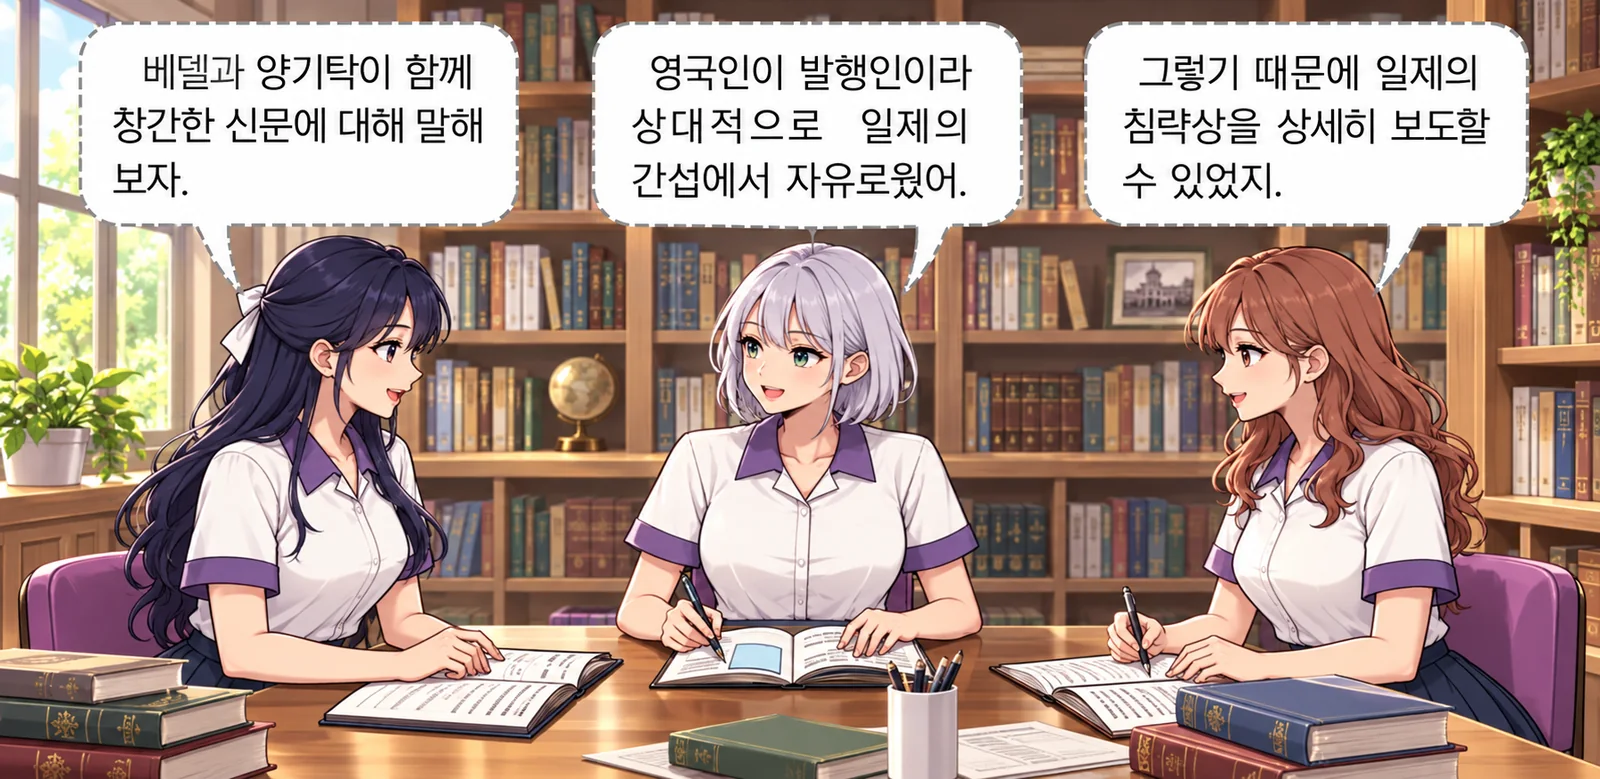 베델과 양기탁이 함께
창간한 신문에 대해 말해
보자.
영국인이 발행인이라
상대적으로 일제의
간섭에서 자유로웠어.
그렇기 때문에 일제의
침략상을 상세히 보도할
수 있었지.